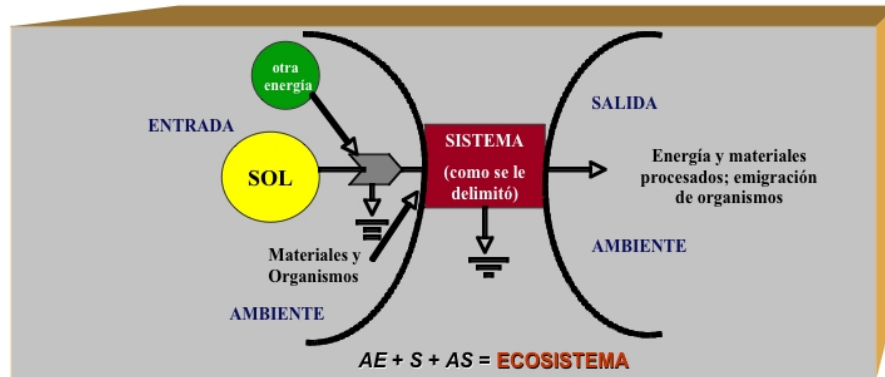 otra
energía
ENTRADA
SOL
Materiales y
Organismos
AMBIENTE
SISTEMA
(como se le
delimitó)
SALIDA
Energía y materiales
procesados; emigración
de organismos
AMBIENTE
AE + S + AS = ECOSISTEMA